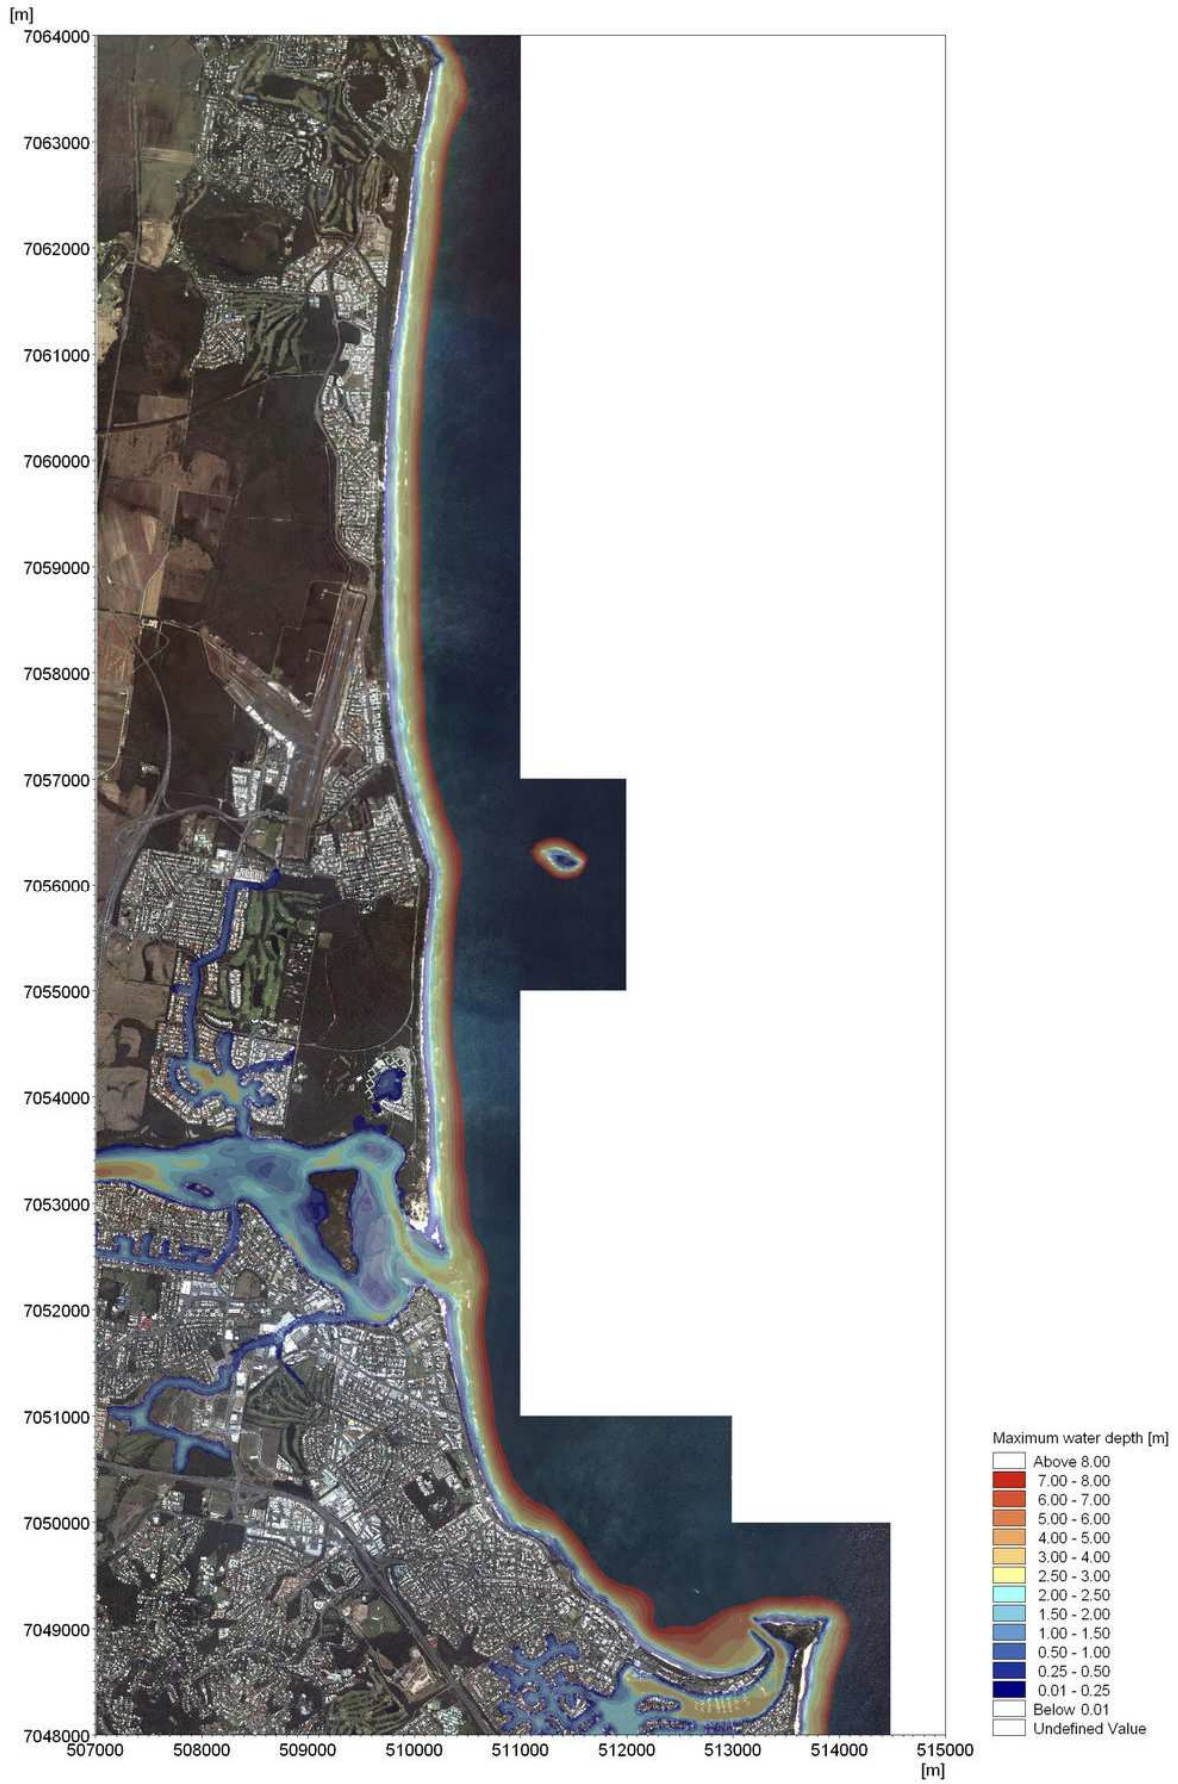 [m]
7064000
7063000
7062000
7061000
7060000
7059000
7058000
7057000
7056000
7055000
7054000
7053000
7052000
7051000
7050000
7049000
7048000
507000 508000 509000 510000 511000 512000 513000 514000 515000
[m]
Maximum water depth [m]
Above 8.00
7.00 - 8.00
6.00 - 7.00
5.00 - 6.00
4.00 - 5.00
3.00 - 4.00
2.50 - 3.00
2.00 - 2.50
1.50 - 2.00
1.00 - 1.50
0.50 - 1.00
0.25 - 0.50
0.01 - 0.25
Below 0.01
Undefined Value